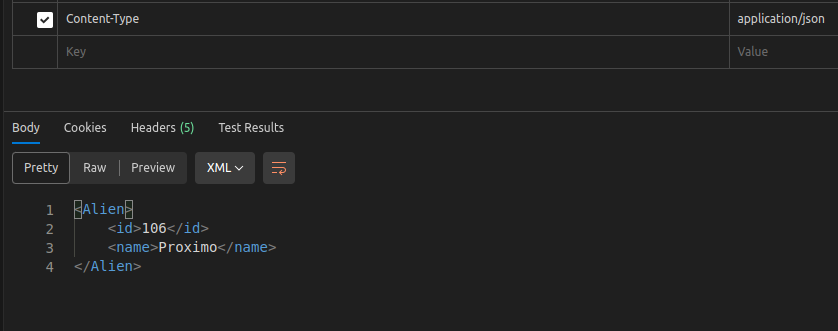 Content-Type application/json
Key Value
Body Cookies Headers (5) Test Results
Pretty Raw Preview XML
1 <Alien>
2 <id>106</id>
3 <name>Proximo</name>
4 </Alien>